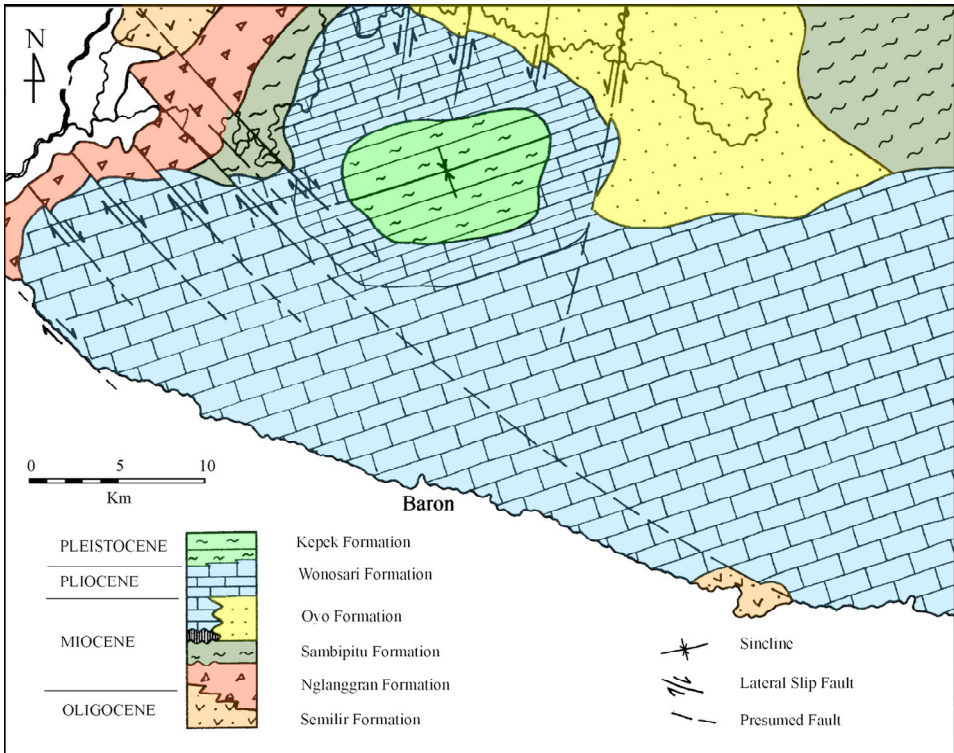 N
0 5 10
Km
Baron
PLEISTOCENE
PLIOCENE
MIOCENE
OLIGOCENE
Kepek Formation
Wonosari Formation
Oyo Formation
Sambipitu Formation
Nglanggran Formation
Semilir Formation
Sincline
Lateral Slip Fault
Presumed Fault